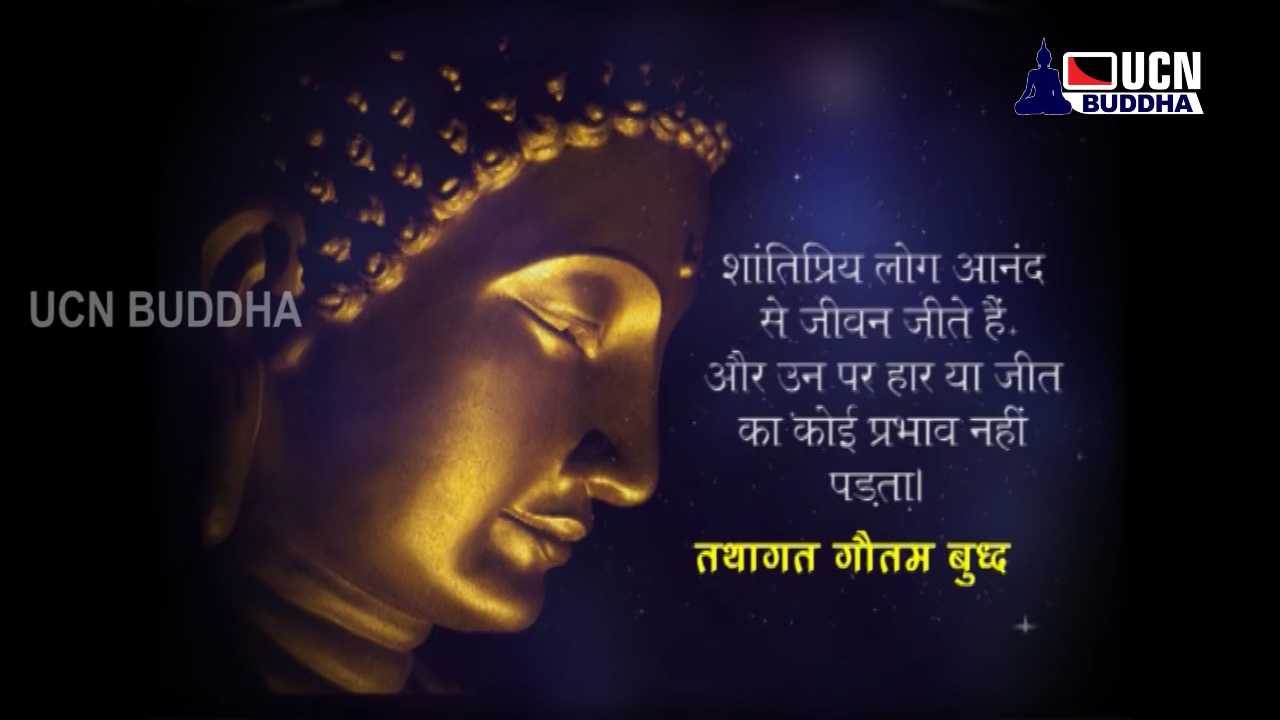 UCN
BUDDHA
UCN BUDDHA
शांतिप्रिय लोग आनंद
से जीवन जीते हैं.
और उन पर हार या जीत
का कोई प्रभाव नहीं
पड़ता|
तथागत गौतम बुध्द